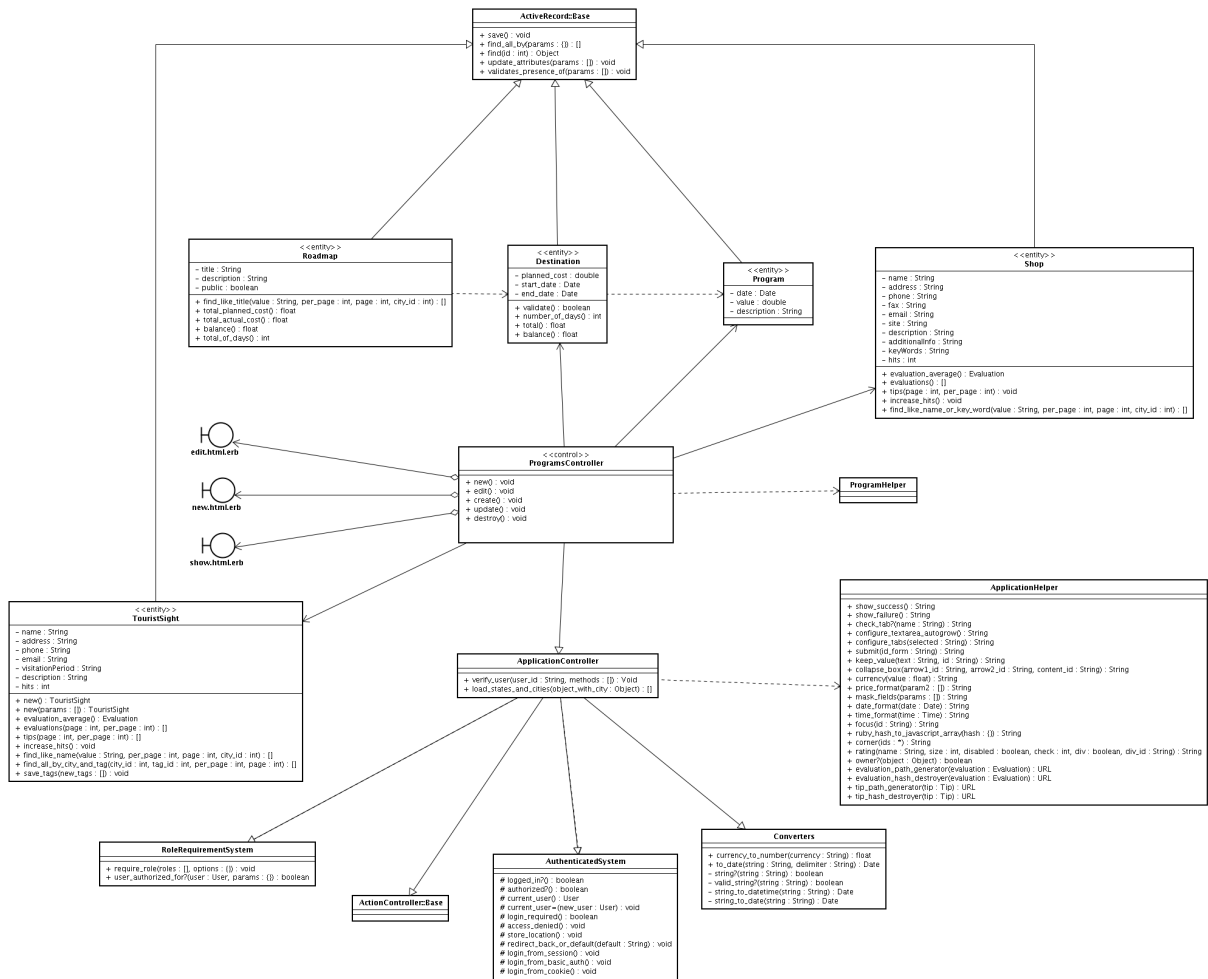 ActiveRecord::Base
+ save() : void
+ find_all_by(params : {}) : []
+ find(id : int) : Object
+ update_attributes(params : []) : void
+ validates_presence_of(params : []) : void
<<entity>>
Roadmap
- title : String
- description : String
- public : boolean
+ find_like_title(value : String, per_page : int, page : int, city_id : int) : []
+ total_planned_cost() : float
+ total_actual_cost() : float
+ balance() : float
+ total_of_days() : int
<<entity>>
Destination
- planned_cost : double
- start_date : Date
- end_date : Date
+ validate() : boolean
+ number_of_days() : int
+ total() : float
+ balance() : float
<<entity>>
Program
- date : Date
- value : double
- description : String
<<entity>>
Shop
- name : String
- address : String
- phone : String
- fax : String
- email : String
- site : String
- description : String
- additionalInfo : String
- keyWords : String
- hits : int
+ evaluation_average() : Evaluation
+ evaluations() : []
+ tips(page : int, per_page : int) : void
+ increase_hits() : void
+ find_like_name_or_key_word(value : String, per_page : int, page : int, city_id : int) : []
edit.html.erb
new.html.erb
show.html.erb
<<control>>
ProgramsController
+ new() : void
+ edit() : void
+ create() : void
+ update() : void
+ destroy() : void
ProgramHelper
<<entity>>
TouristSight
- name : String
- address : String
- phone : String
- email : String
- visitationPeriod : String
- description : String
- hits : int
+ new() : TouristSight
+ new(params : []) : TouristSight
+ evaluation_average() : Evaluation
+ evaluations(page : int, per_page : int) : []
+ tips(page : int, per_page : int) : []
+ increase_hits() : void
+ find_like_name(value : String, per_page : int, page : int, city_id : int) : []
+ find_all_by_city_and_tag(city_id : int, tag_id : int, per_page : int, page : int) : []
+ save_tags(new_tags : []) : void
ApplicationController
+ verify_user(user_id : String, methods : []) : Void
+ load_states_and_cities(object_with_city : Object) : []
ApplicationHelper
+ show_success() : String
+ show_failure() : String
+ check_tab?(name : String) : String
+ configure_textarea_autogrow() : String
+ configure_tabs(selected : String) : String
+ submit(id_form : String) : String
+ keep_value(text : String, id : String) : String
+ collapse_box(arrow1_id : String, arrow2_id : String, content_id : String) : String
+ currency(value : float) : String
+ price_format(param2 : []) : String
+ mask_fields(params : []) : String
+ date_format(date : Date) : String
+ time_format(time : Time) : String
+ focus(id : String) : String
+ ruby_hash_to_javascript_array(hash : {}) : String
+ corner(ids : *) : String
+ rating(name : String, size : int, disabled : boolean, check : int, div : boolean, div_id : String) : String
+ owner?(object : Object) : boolean
+ evaluation_path_generator(evaluation : Evaluation) : URL
+ evaluation_hash_destroyer(evaluation : Evaluation) : URL
+ tip_path_generator(tip : Tip) : URL
+ tip_hash_destroyer(tip : Tip) : URL
RoleRequirementSystem
+ require_role(roles : [], options : {}) : void
+ user_authorized_for?(user : User, params : {}) : boolean
ActionController::Base
AuthenticatedSystem
# logged_in?() : boolean
# authorized?() : boolean
# current_user() : User
# current_user=(new_user : User) : void
# login_required() : boolean
# access_denied() : void
# store_location() : void
# redirect_back_or_default(default : String) : void
# login_from_session() : void
# login_from_basic_auth() : void
# login_from_cookie() : void
Converters
+ currency_to_number(currency : String) : float
+ to_date(string : String, delimiter : String) : Date
- string?(string : String) : boolean
- valid_string?(string : String) : boolean
- string_to_datetime(string : String) : Date
- string_to_date(string : String) : Date